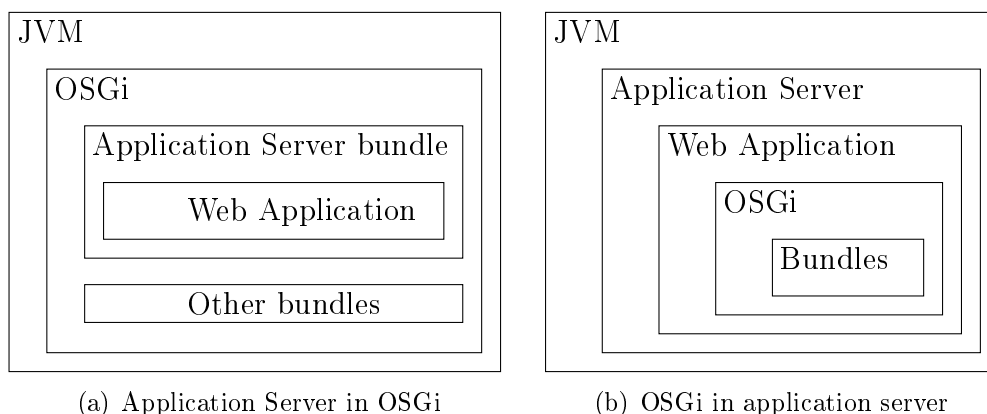 JVM
OSGi
Application Server bundle
Web Application
Other bundles
(a) Application Server in OSGi
JVM
Application Server
Web Application
OSGi
Bundles
(b) OSGi in application server